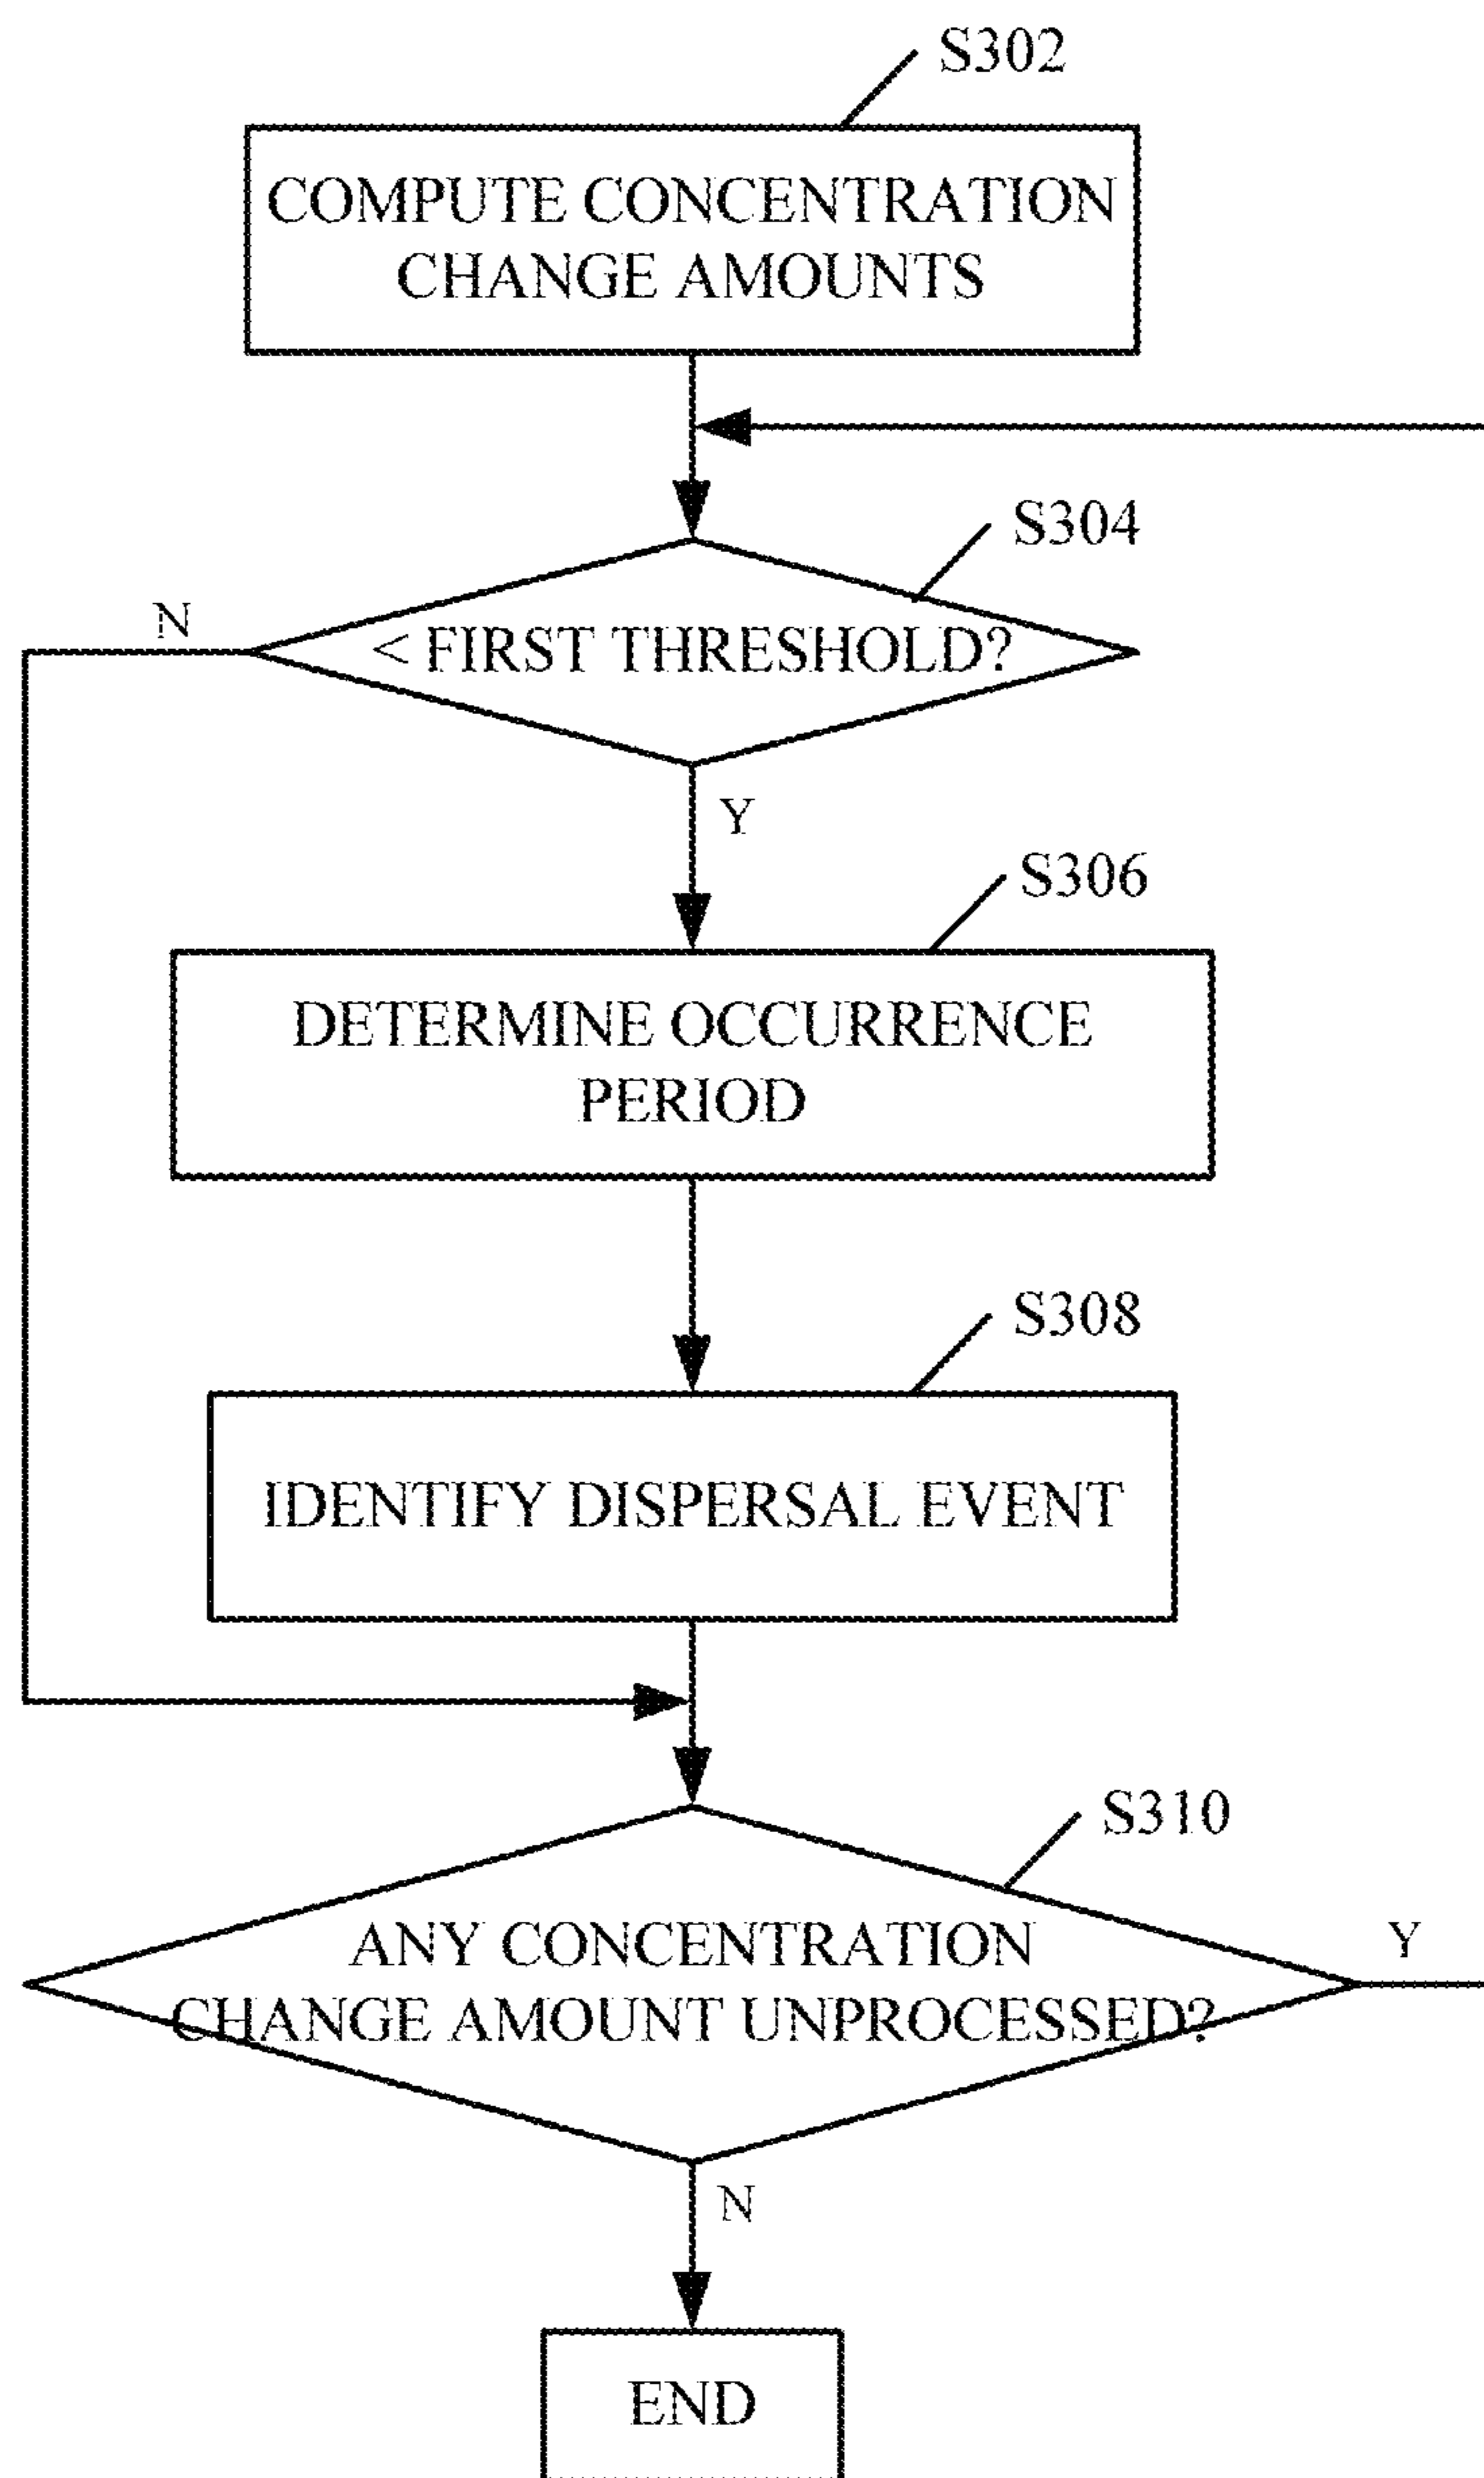 S302
COMPUTE CONCENTRATION
CHANGE AMOUNTS
S304
N
< FIRST THRESHOLD?
Y
S306
DETERMINE OCCURRENCE
PERIOD
S308
IDENTIFY DISPERSAL EVENT
S310
ANY CONCENTRATION
Y
CHANGE AMOUNT UNPROCESSED?
N
END